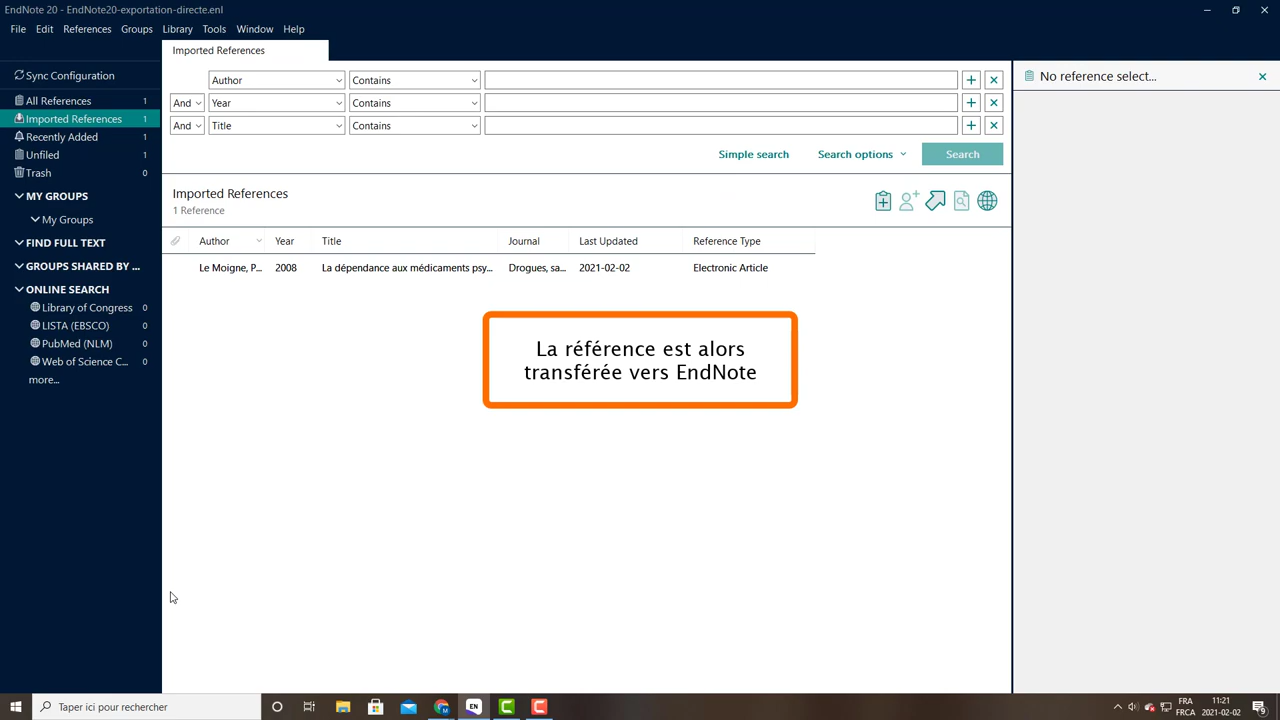 EndNote 20 - EndNote20-exportation-directe.enl
File Edit References Groups Library Tools Window Help
Imported References
Sync Configuration
All References 1
Imported References 1
Recently Added 1
Unfiled 1
Trash 0
MY GROUPS
My Groups
FIND FULL TEXT
GROUPS SHARED BY ...
ONLINE SEARCH
Library of Congress 0
LISTA (EBSCO) 0
PubMed (NLM) 0
Web of Science C... 0
more...
Author Contains
And Year Contains
And Title Contains
Simple search Search options Search
Imported References
1 Reference
Author Year Title Journal Last Updated Reference Type
Le Moigne, P... 2008 La dépendance aux médicaments psy... Drogues, sa... 2021-02-02 Electronic Article
La référence est alors
transférée vers EndNote
No reference select...
Taper ici pour rechercher
EN
FRA
FRCA
11:21
2021-02-02